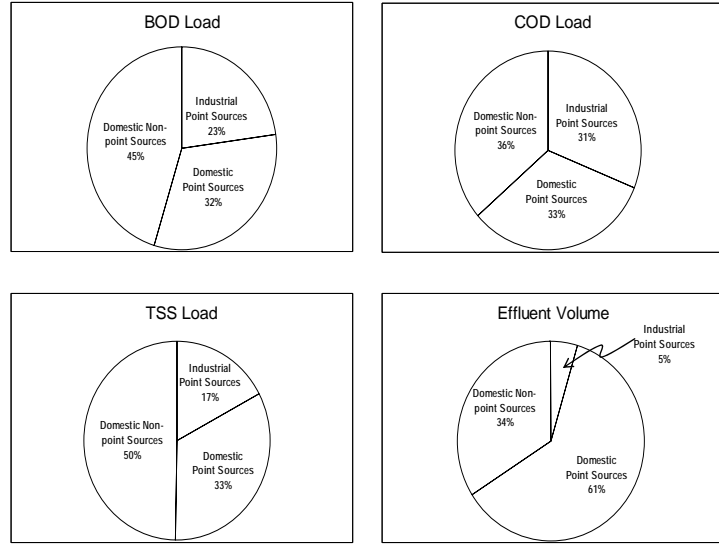 BOD Load
Industrial
Point Sources
23%
Domestic Non-
point Sources
45%
Domestic
Point Sources
32%
COD Load
Industrial
Point Sources
31%
Domestic Non-
point Sources
36%
Domestic
Point Sources
33%
TSS Load
Industrial
Point Sources
17%
Domestic Non-
point Sources
50%
Domestic
Point Sources
33%
Effluent Volume
Industrial
Point Sources
5%
Domestic Non-
point Sources
34%
Domestic
Point Sources
61%